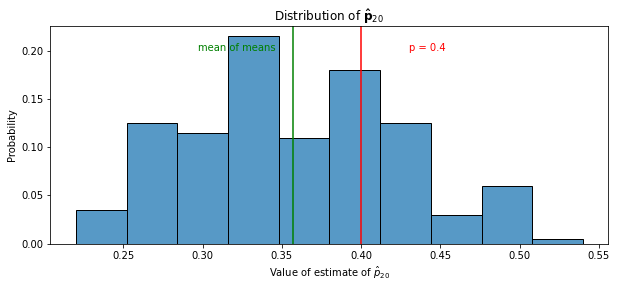 Distribution of p̂₂₀
mean of means
p = 0.4
Probability
0.20
0.15
0.10
0.05
0.00
0.25 0.30 0.35 0.40 0.45 0.50 0.55
Value of estimate of p̂₂₀